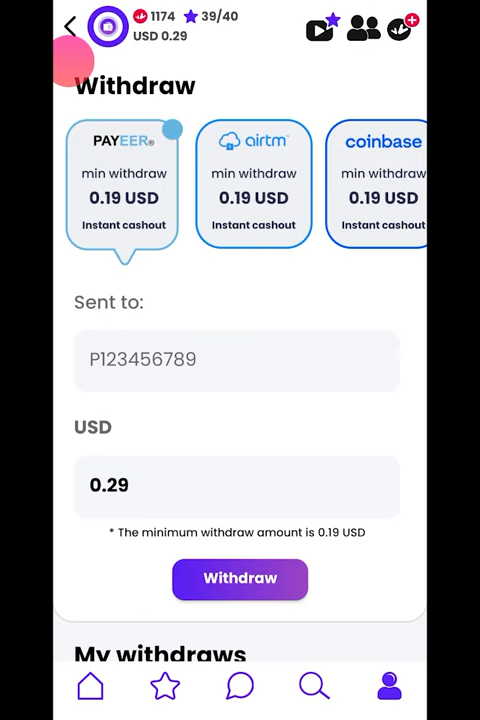 1174 39/40
USD 0.29
Withdraw
PAYEER®
min withdraw
0.19 USD
Instant cashout
airtm
min withdraw
0.19 USD
Instant cashout
coinbase
min withdraw
0.19 USD
Instant cashout
Sent to:
P123456789
USD
0.29
* The minimum withdraw amount is 0.19 USD
Withdraw
My withdraws